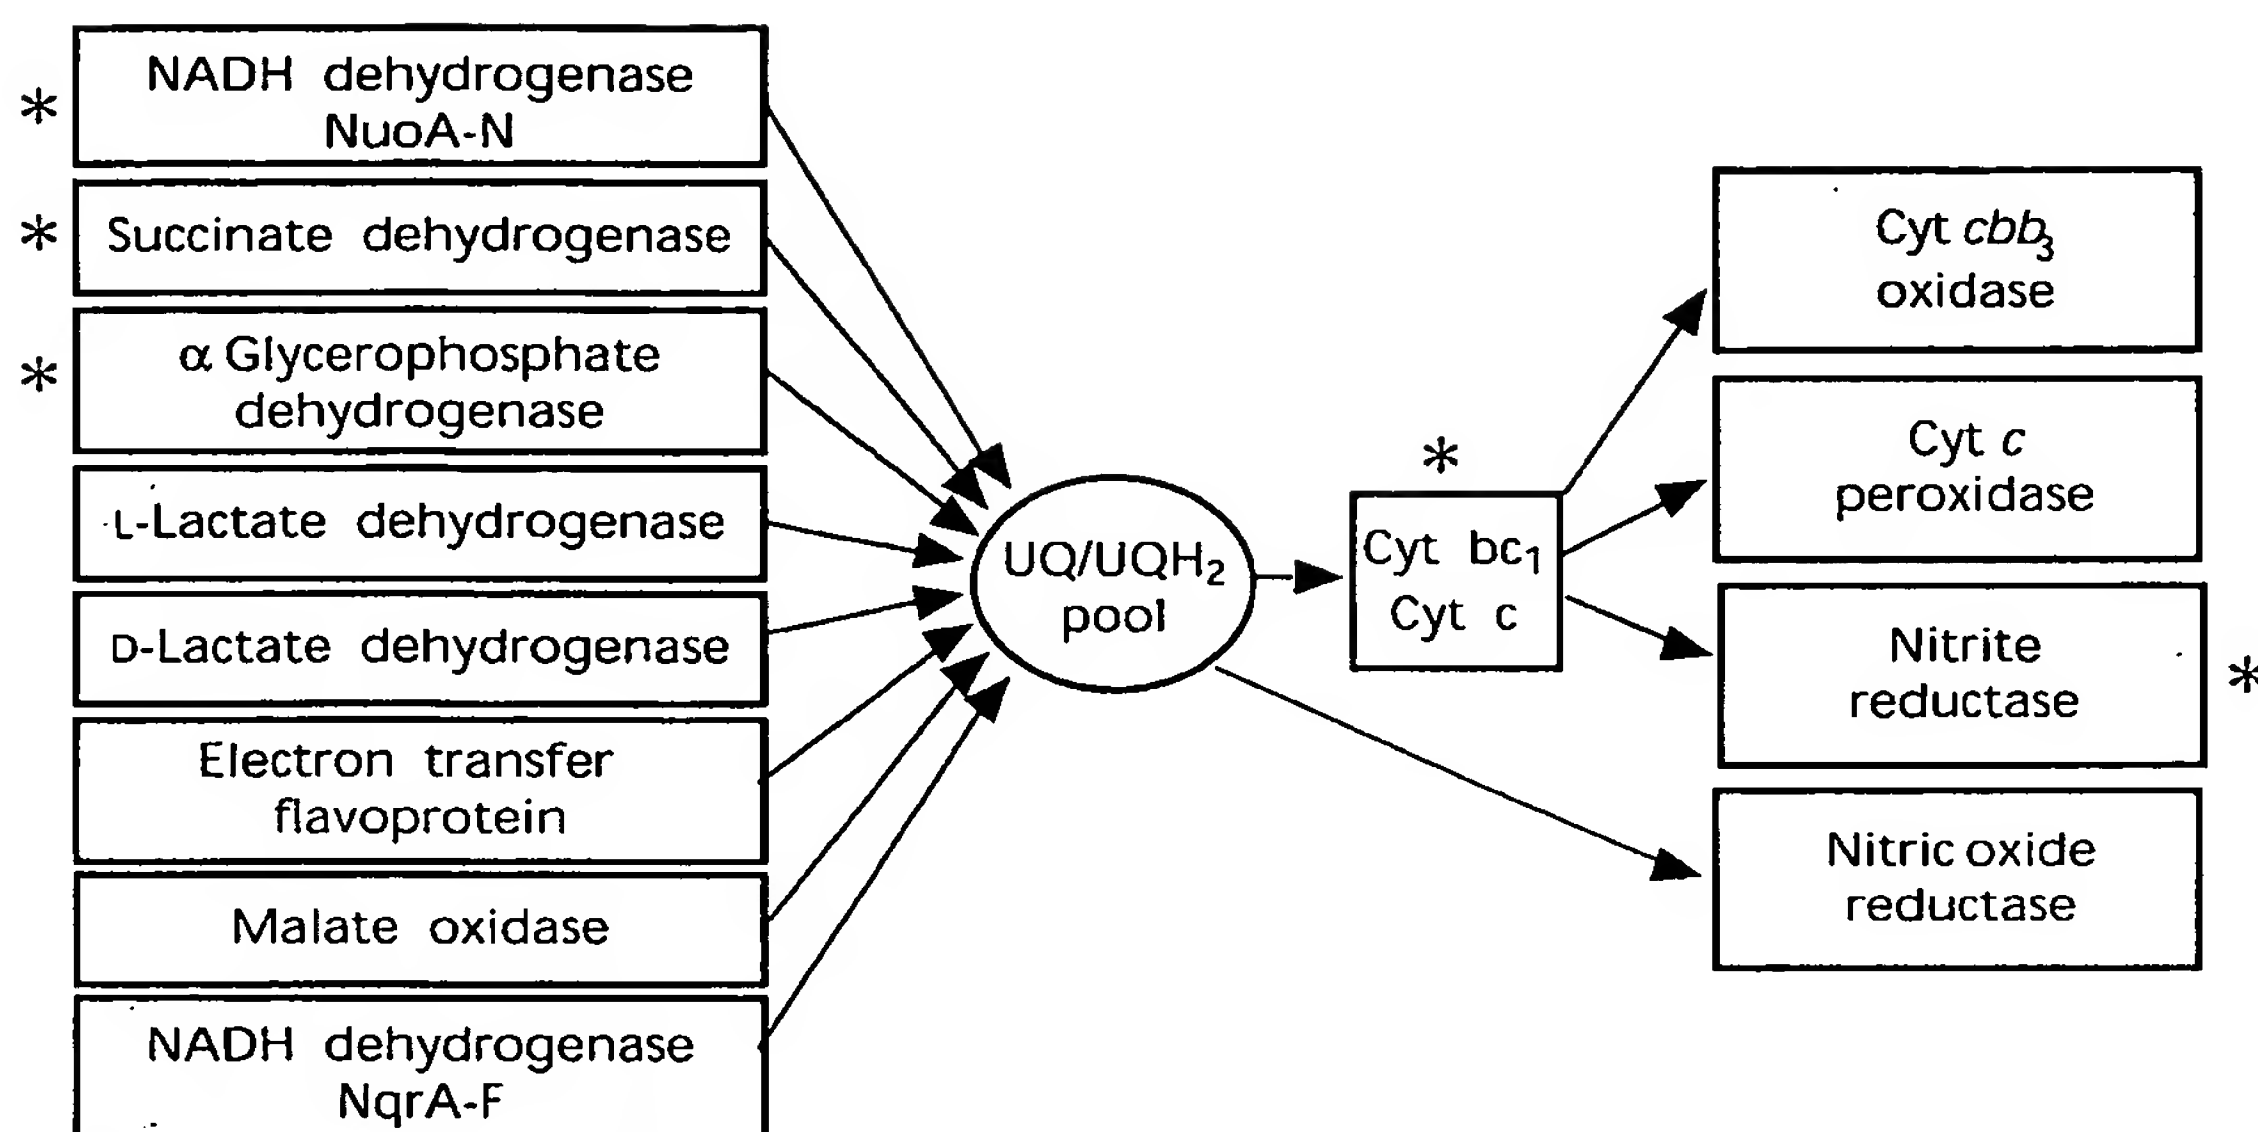 *
NADH dehydrogenase
NuoA-N
*
Succinate dehydrogenase
*
α Glycerophosphate
dehydrogenase
L-Lactate dehydrogenase
D-Lactate dehydrogenase
Electron transfer
flavoprotein
Malate oxidase
NADH dehydrogenase
NqrA-F
UQ/UQH₂
pool
*
Cyt bc₁
Cyt c
Cyt cbb₃
oxidase
Cyt c
peroxidase
Nitrite
reductase
*
Nitric oxide
reductase